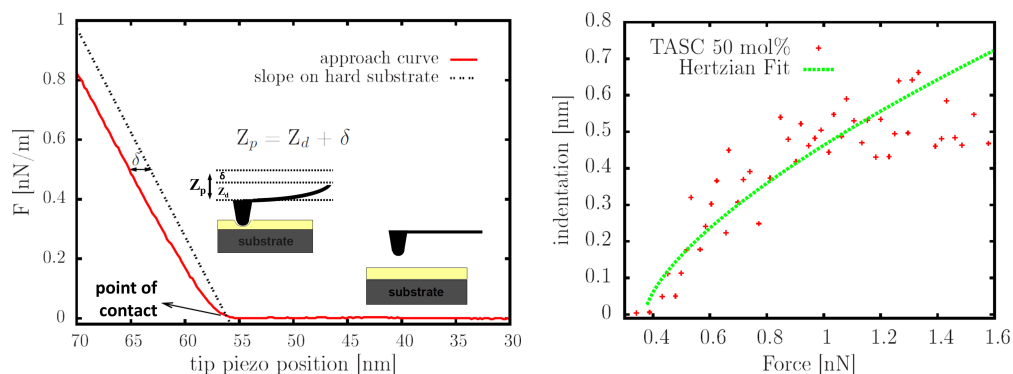 1
0.8
0.6
0.4
0.2
0
F [nN/m]
approach curve
slope on hard substrate
Z_p = Z_d + δ
δ
δ
Z_p
Z_d
substrate
substrate
point of
contact
70 65 60 55 50 45 40 35 30
tip piezo position [nm]
0.8
0.7
0.6
0.5
0.4
0.3
0.2
0.1
0
indentation [nm]
TASC 50 mol%
Hertzian Fit
0.4 0.6 0.8 1 1.2 1.4 1.6
Force [nN]